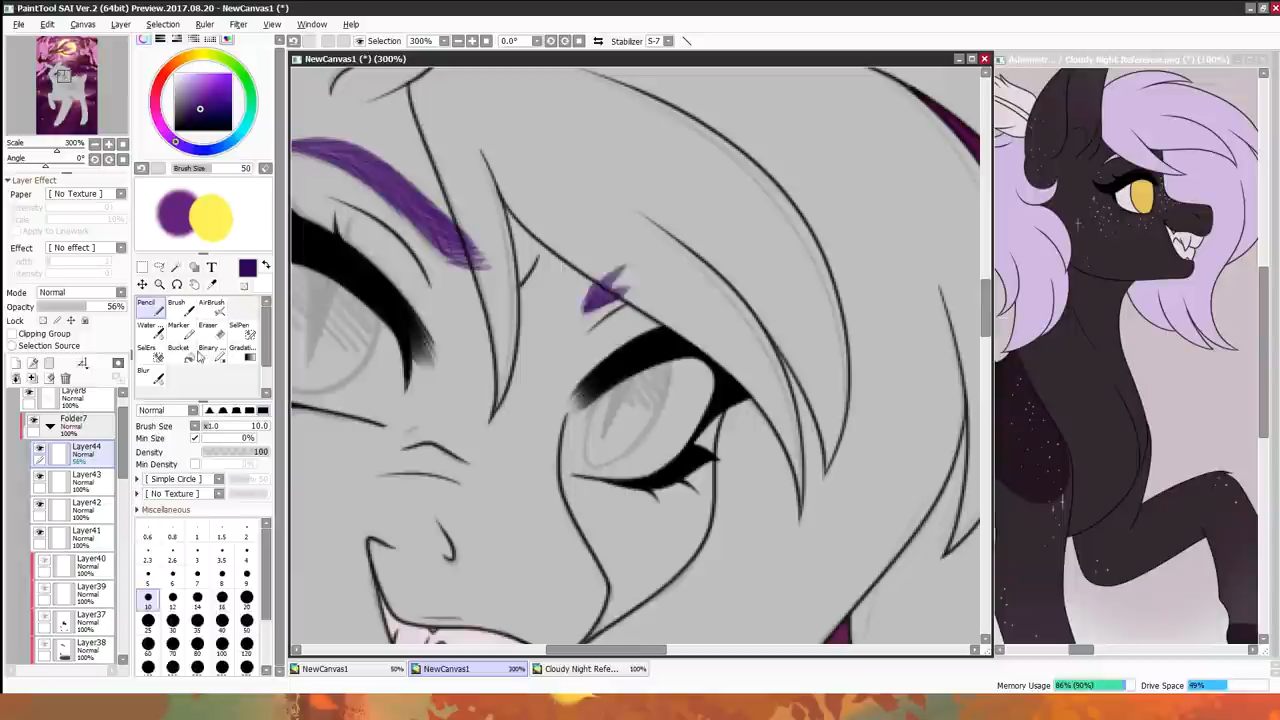 PaintTool SAI Ver.2 (64bit) Preview.2017.08.20 - NewCanvas1 (*)
File Edit Canvas Layer Selection Ruler Filter View Window Help
Selection 300% 0.0° Stabilizer S-7
NewCanvas1 (*) (300%)
Cloudy Night Reference.png (*) (100%)
Scale 300%
Angle 0°
Layer Effect
Paper [ No Texture ]
Apply to Linework
Effect [ No effect ]
Mode Normal
Opacity 56%
Lock
Clipping Group
Selection Source
Layer8
100%
Folder7
Normal
100%
Layer44
Normal
56%
Layer43
Normal
100%
Layer42
Normal
100%
Layer41
Normal
100%
Layer40
Normal
100%
Layer39
Normal
100%
Layer37
Normal
100%
Layer38
Normal
100%
Brush Size 50
T
Pencil Brush AirBrush
Water ... Marker Eraser SelPen
SelErs Bucket Binary ... Gradati...
Blur
Normal
Brush Size x1.0 10.0
Min Size 0%
Density 100
Min Density
[ Simple Circle ] 50
[ No Texture ]
Miscellaneous
0.6 0.8 1 1.5 2
2.3 2.6 3 3.5 4
5 6 7 8 9
10 12 14 16 20
25 30 35 40 50
60 70 80 100
NewCanvas1 50%
NewCanvas1 300%
Cloudy Night Refe... 100%
Memory Usage 86% (90%) Drive Space 49%